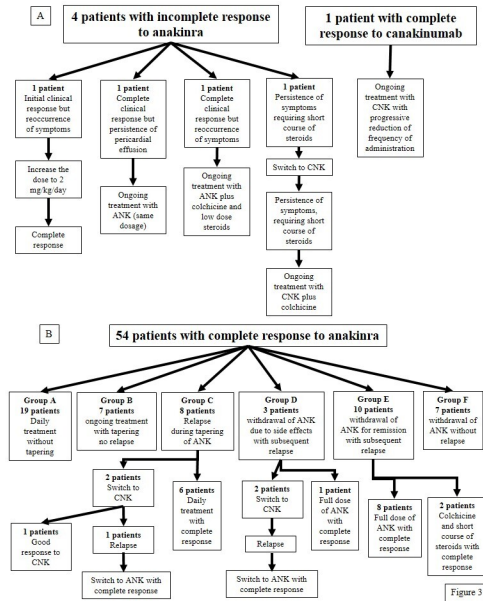 A
4 patients with incomplete response
to anakinra
1 patient with complete
response to canakinumab
1 patient
Initial clinical
response but
reoccurrence
of symptoms
Increase the
dose to 2
mg/kg/day
Complete
response
1 patient
Complete
clinical
response but
persistence of
pericardial
effusion
Ongoing
treatment with
ANK (same
dosage)
1 patient
Complete
clinical
response but
reoccurrence
of symptoms
Ongoing
treatment with
ANK plus
colchicine and
low dose
steroids
1 patient
Persistence of
symptoms
requiring short
course of
steroids
Switch to CNK
Persistence of
symptoms,
requiring short
course of
steroids
Ongoing
treatment with
CNK plus
colchicine
Ongoing
treatment with
CNK with
progressive
reduction of
frequency of
administration
B
54 patients with complete response to anakinra
Group A
19 patients
Daily
treatment
without
tapering
Group B
7 patients
ongoing treatment
with tapering
no relapse
Group C
8 patients
Relapse
during tapering
of ANK
Group D
3 patients
withdrawal of ANK
due to side effects
with subsequent
relapse
Group E
10 patients
withdrawal of
ANK for remission
with subsequent
relapse
Group F
7 patients
withdrawal of
ANK without relapse
2 patients
Switch to
CNK
6 patients
Daily
treatment
with
complete
response
1 patients
Good
response to
CNK
1 patients
Relapse
Switch to ANK with
complete response
2 patients
Switch to
CNK
Relapse
Switch to ANK with
complete response
1 patient
Full dose of
ANK with
complete
response
8 patients
Full dose of
ANK with
complete
response
2 patients
Colchicine
and short
course of
steroids with
complete
response
Figure 3